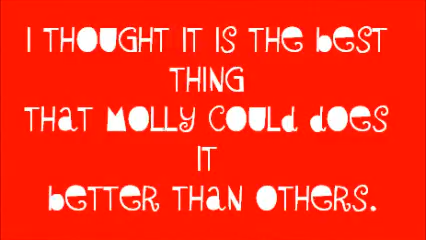 I THOUGHT IT IS THE beST
THING
THaT MOLLY COULd dOES
IT
beTTER THAN OTHERS.